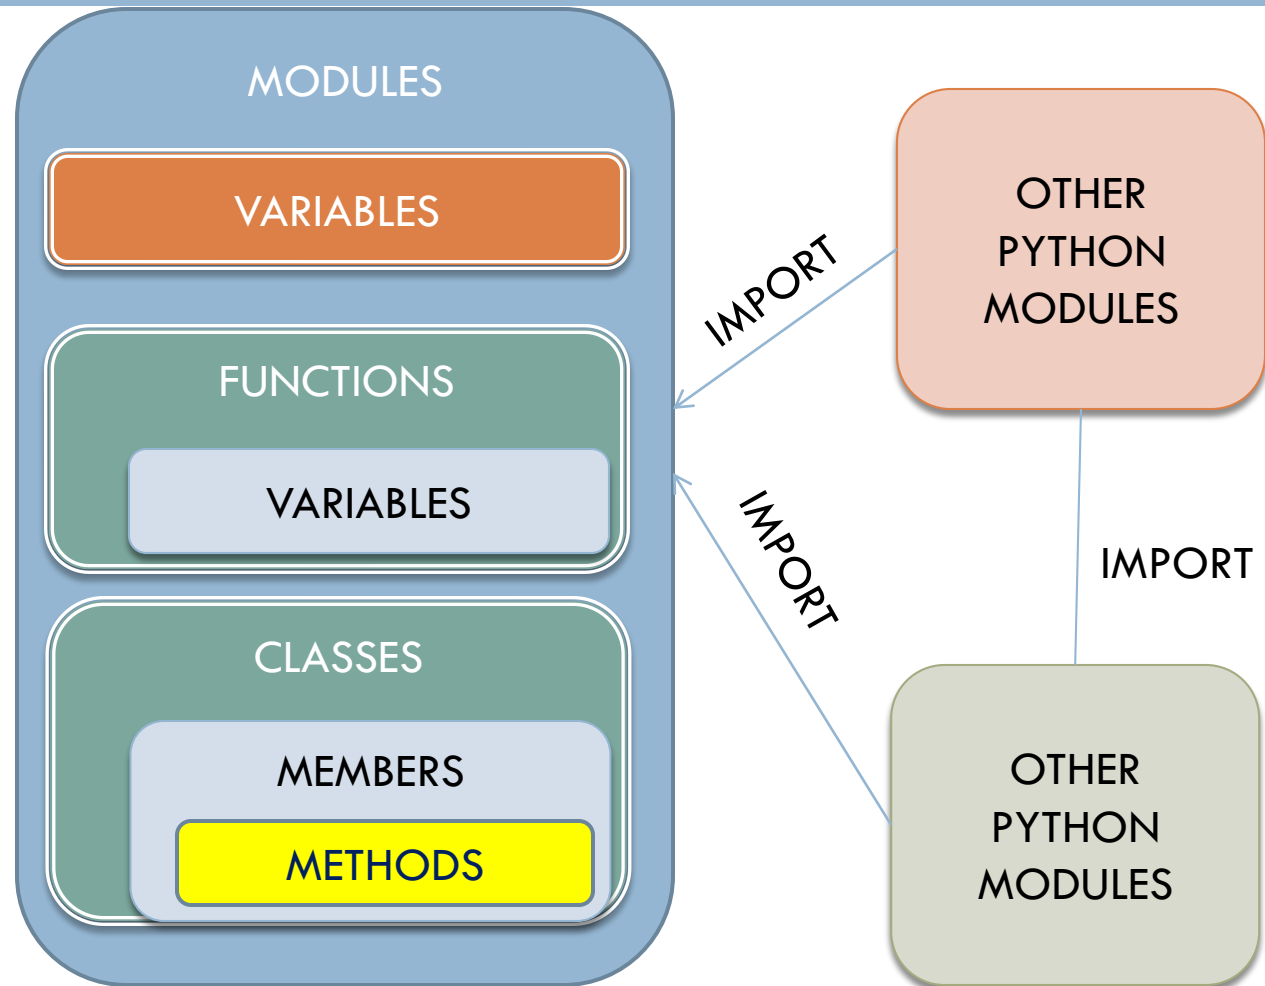 MODULES
VARIABLES
FUNCTIONS
VARIABLES
CLASSES
MEMBERS
METHODS
IMPORT
IMPORT
OTHER
PYTHON
MODULES
IMPORT
OTHER
PYTHON
MODULES